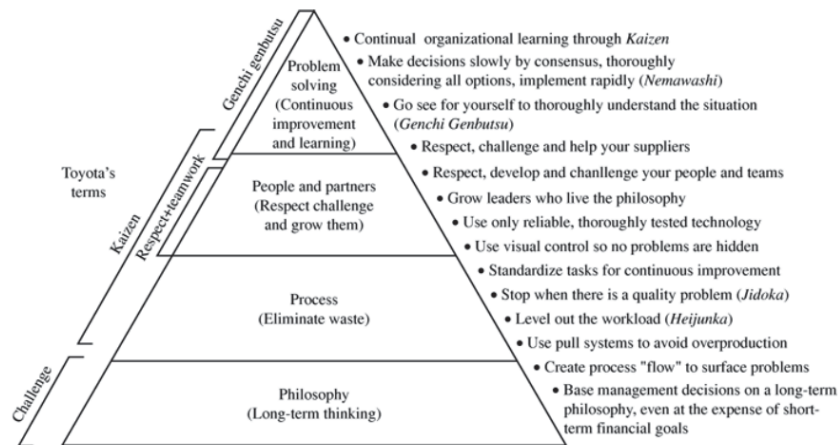 Genchi genbutsu
Toyota's
terms
Kaizen
Respect+teamwork
Challenge
Problem
solving
(Continuous
improvement
and learning)
People and partners
(Respect challenge
and grow them)
Process
(Eliminate waste)
Philosophy
(Long-term thinking)
• Continual organizational learning through Kaizen
• Make decisions slowly by consensus, thoroughly
considering all options, implement rapidly (Nemawashi)
• Go see for yourself to thoroughly understand the situation
(Genchi Genbutsu)
• Respect, challenge and help your suppliers
• Respect, develop and chanllenge your people and teams
• Grow leaders who live the philosophy
• Use only reliable, thoroughly tested technology
• Use visual control so no problems are hidden
• Standardize tasks for continuous improvement
• Stop when there is a quality problem (Jidoka)
• Level out the workload (Heijunka)
• Use pull systems to avoid overproduction
• Create process "flow" to surface problems
• Base management decisions on a long-term
philosophy, even at the expense of short-
term financial goals